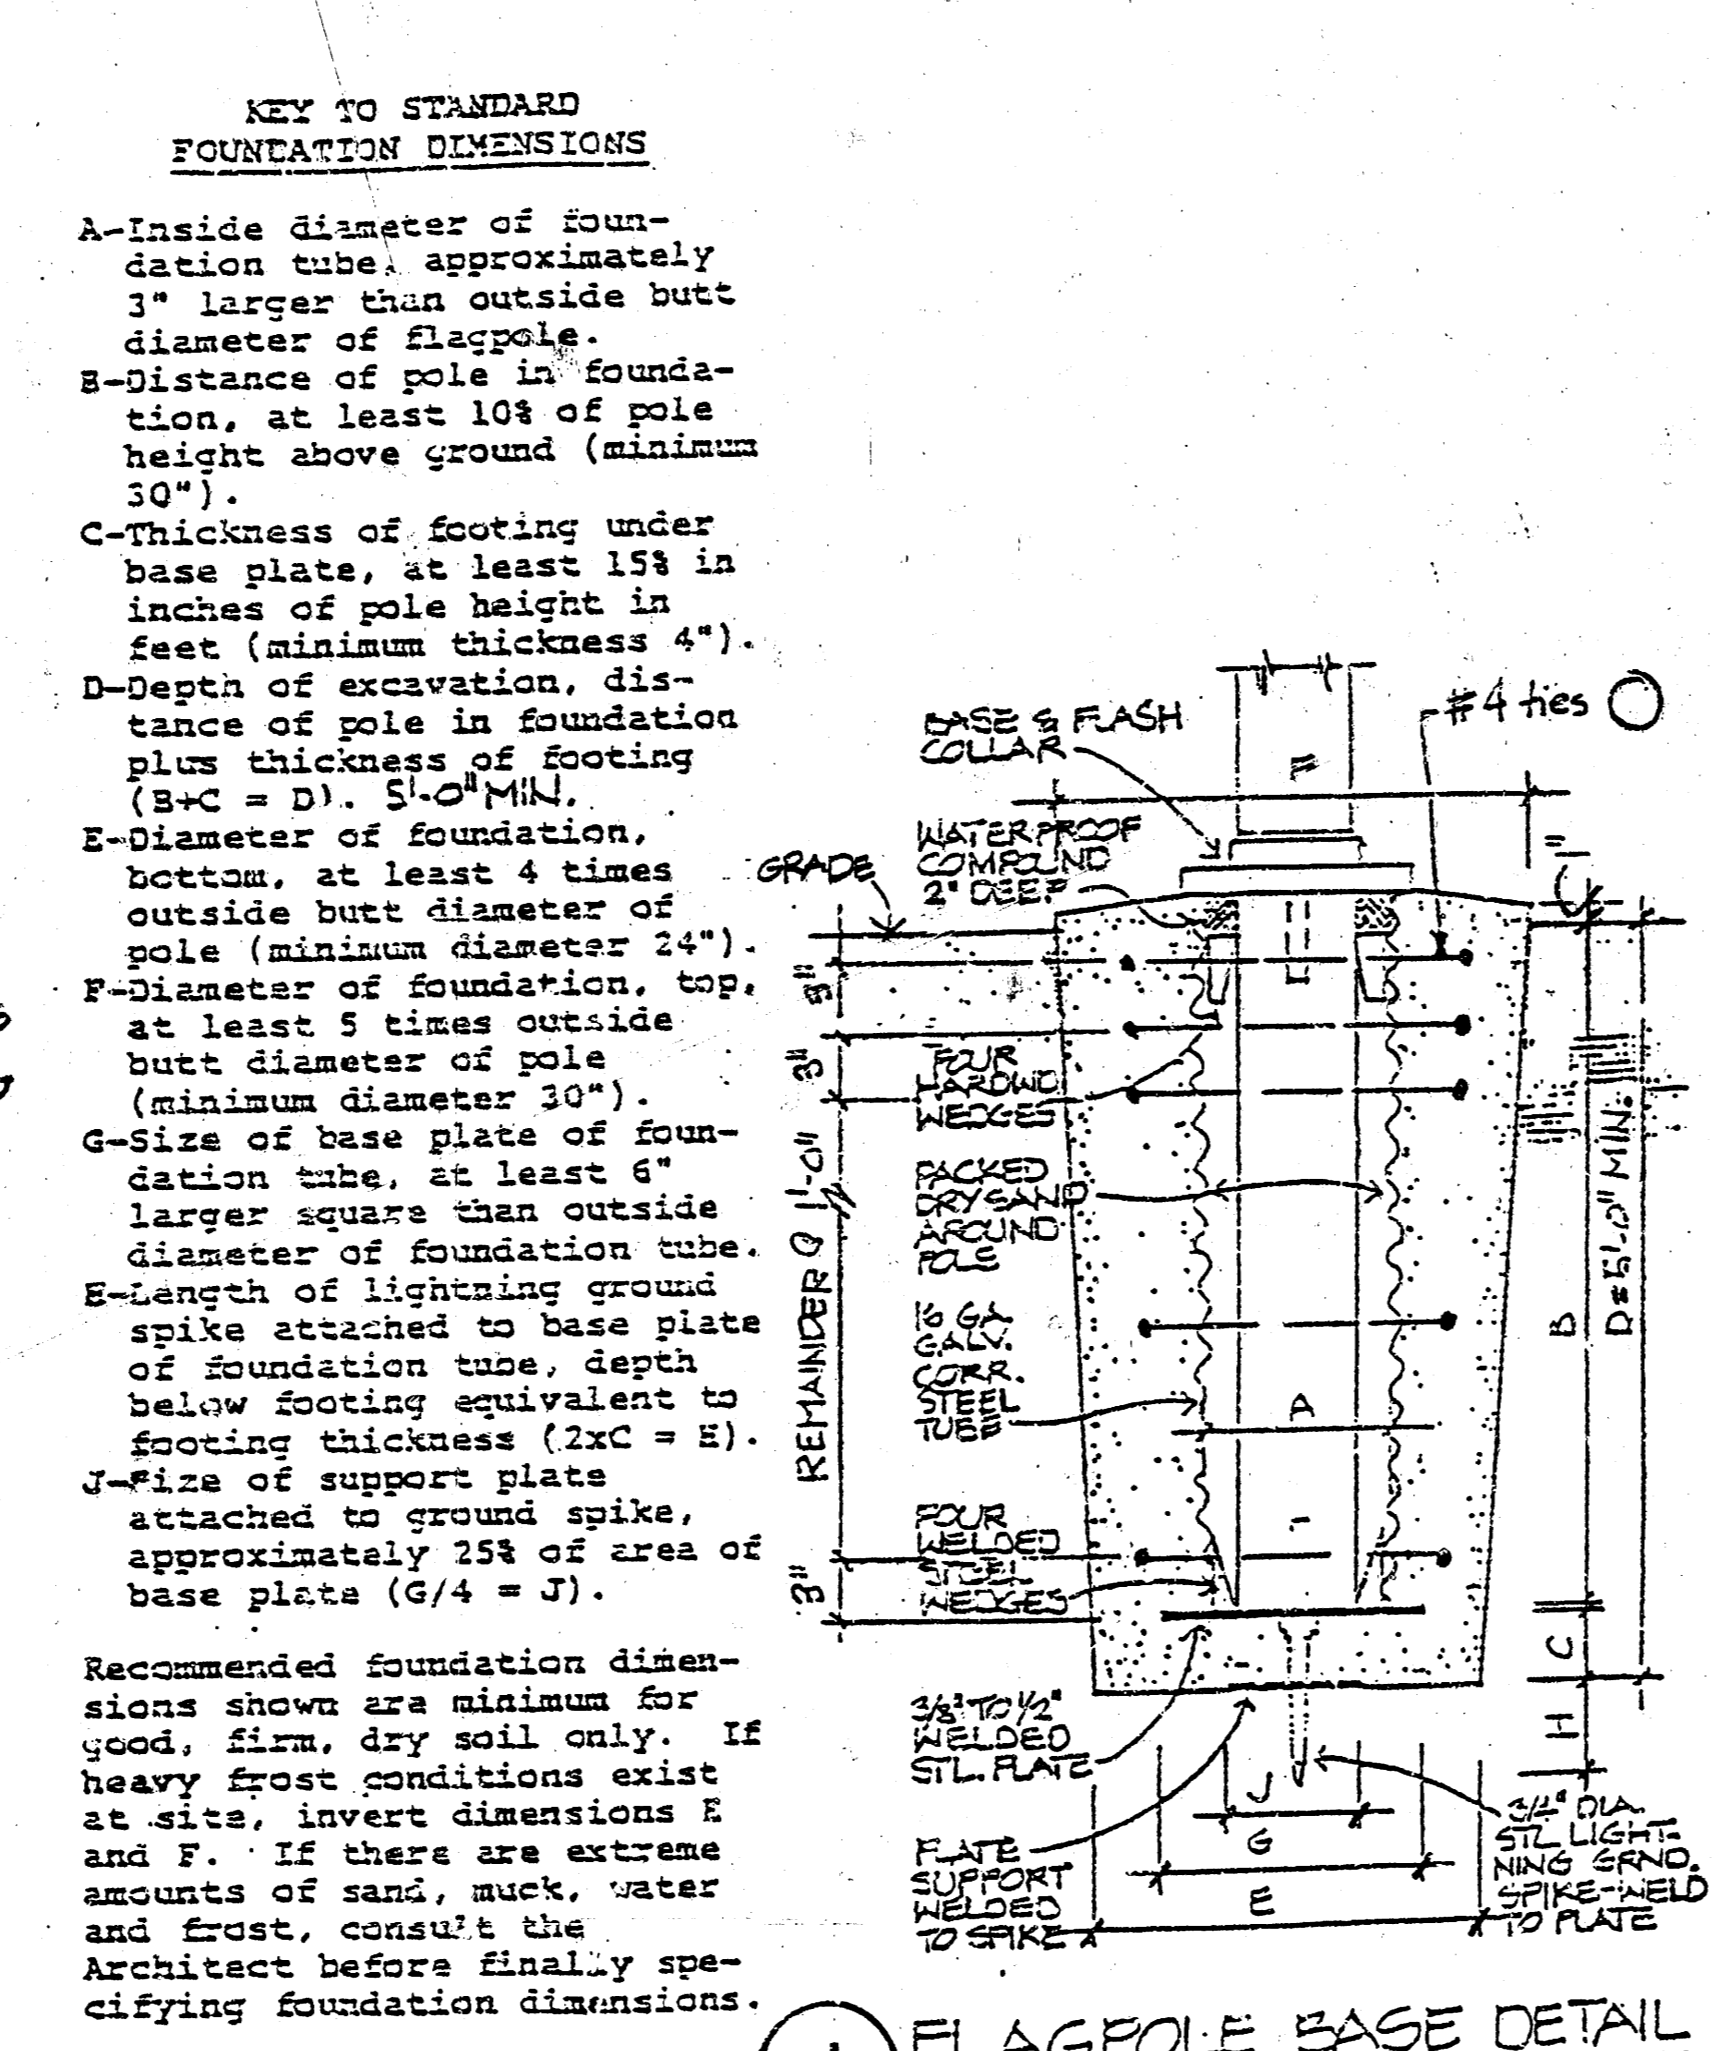 KEY TO STANDARD
FOUNDATION DIMENSIONS
A-Inside diameter of foun-
dation tube, approximately
3" larger than outside butt
diameter of flagpole.
B-Distance of pole in founda-
tion, at least 10% of pole
height above ground (minimum
30").
C-Thickness of footing under
base plate, at least 15% in
inches of pole height in
feet (minimum thickness 4").
D-Depth of excavation, dis-
tance of pole in foundation
plus thickness of footing
(B+C = D). 5'-0" MIN.
E-Diameter of foundation,
bottom, at least 4 times
outside butt diameter of
pole (minimum diameter 24").
F-Diameter of foundation, top,
at least 5 times outside
butt diameter of pole
(minimum diameter 30").
G-Size of base plate of foun-
dation tube, at least 6"
larger square than outside
diameter of foundation tube.
H-Length of lightning ground
spike attached to base plate
of foundation tube, depth
below footing equivalent to
footing thickness (2xC = H).
J-Size of support plate
attached to ground spike,
approximately 25% of area of
base plate (G/4 = J).
Recommended foundation dimen-
sions shown are minimum for
good, firm, dry soil only. If
heavy frost conditions exist
at site, invert dimensions E
and F. If there are extreme
amounts of sand, muck, water
and frost, consult the
Architect before finally spe-
cifying foundation dimensions.
#4 ties
BASE & FLASH
COLLAR
F
WATERPROOF
COMPOUND
2" DEEP
GRADE
3"
3"
FOUR
HARDWD
WEDGES
REMAINDER @ 1'-0"
PACKED
DRY SAND
AROUND
POLE
16 GA.
GALV.
CORR.
STEEL
TUBE
A
B
D=5'-0" MIN.
FOUR
WELDED
STEEL
WEDGES
3"
C
H
3/8" TO 1/2"
WELDED
STL. PLATE
J
G
E
PLATE
SUPPORT
WELDED
TO SPIKE
3/4" DIA.
STL LIGHT-
NING GRND.
SPIKE-WELD
TO PLATE
FLAGPOLE BASE DETAIL